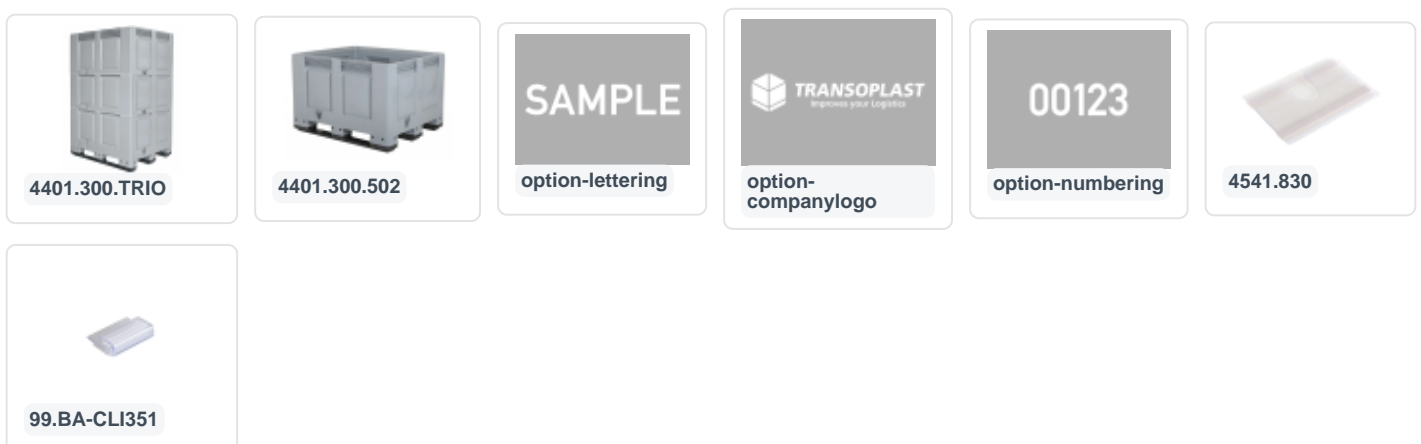 4401.300.TRIO
4401.300.502
SAMPLE
option-lettering
TRANSOPLAST
Improves your Logistics
option-
companylogo
00123
option-numbering
4541.830
99.BA-CLI351